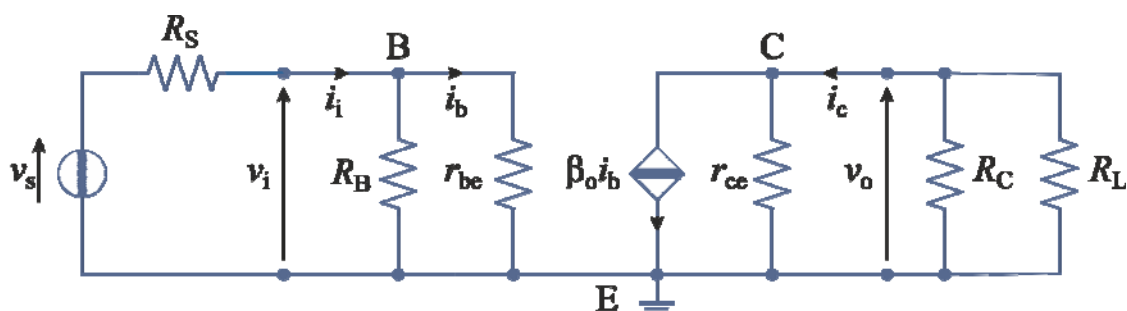 R_S B C
i_i i_b i_c
v_s v_i R_B r_be β_o i_b r_ce v_o R_C R_L
E